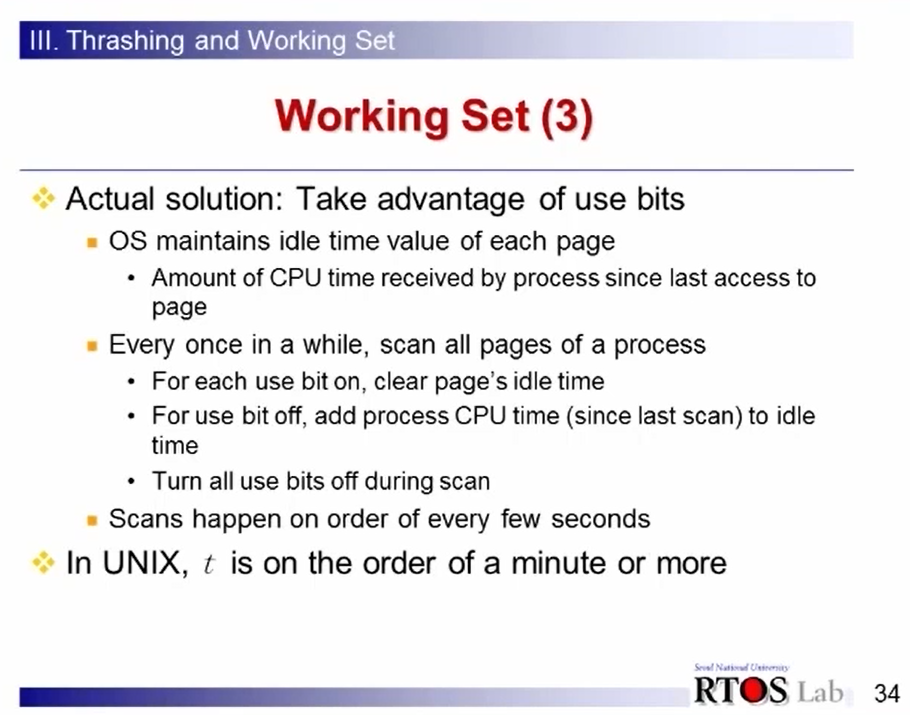 III. Thrashing and Working Set
Working Set (3)
Actual solution: Take advantage of use bits
OS maintains idle time value of each page
Amount of CPU time received by process since last access to
page
Every once in a while, scan all pages of a process
For each use bit on, clear page's idle time
For use bit off, add process CPU time (since last scan) to idle
time
Turn all use bits off during scan
Scans happen on order of every few seconds
In UNIX, t is on the order of a minute or more
Seoul National University
RTOS Lab
34